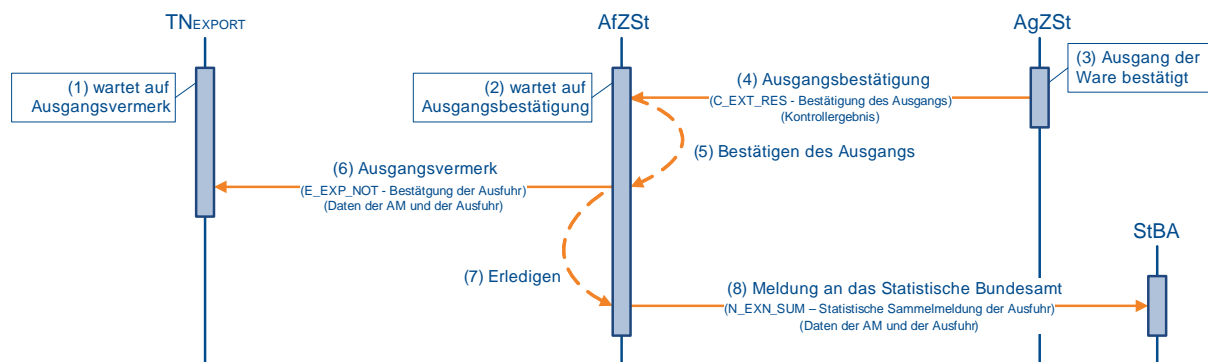 TNEXPORT
AfZSt
AgZSt
(1) wartet auf
Ausgangsvermerk
(2) wartet auf
Ausgangsbestätigung
(3) Ausgang der
Ware bestätigt
(4) Ausgangsbestätigung
(C_EXT_RES - Bestätigung des Ausgangs)
(Kontrollergebnis)
(5) Bestätigen des Ausgangs
(6) Ausgangsvermerk
(E_EXP_NOT - Bestätgung der Ausfuhr)
(Daten der AM und der Ausfuhr)
StBA
(7) Erledigen
(8) Meldung an das Statistische Bundesamt
(N_EXN_SUM – Statistische Sammelmeldung der Ausfuhr)
(Daten der AM und der Ausfuhr)